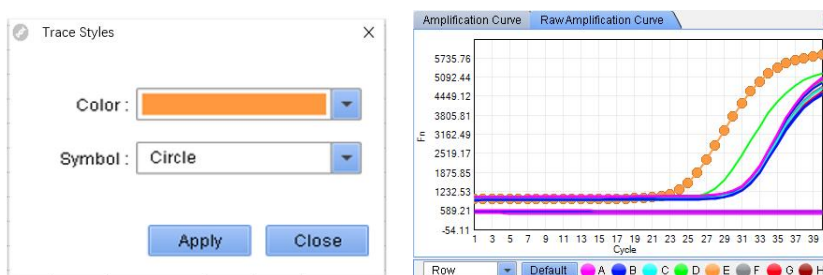 Trace Styles
Color :
Symbol : Circle
Apply Close
Amplification Curve Raw Amplification Curve
5735.76
5092.44
4449.12
3805.81
3162.49
2519.17
1875.85
1232.53
589.21
-54.11
Fn
1 3 5 7 9 11 13 15 17 19 21 23 25 27 29 31 33 35 37 39
Cycle
Row Default A B C D E F G H